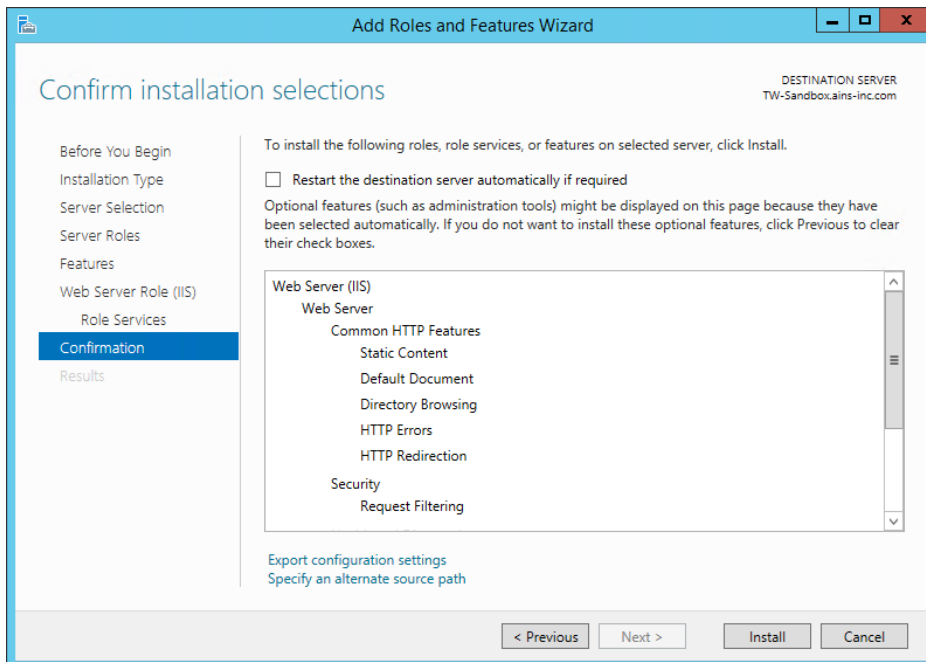 Add Roles and Features Wizard
Confirm installation selections
DESTINATION SERVER
TW-Sandbox.ains-inc.com
Before You Begin
Installation Type
Server Selection
Server Roles
Features
Web Server Role (IIS)
Role Services
Confirmation
Results
To install the following roles, role services, or features on selected server, click Install.
Restart the destination server automatically if required
Optional features (such as administration tools) might be displayed on this page because they have
been selected automatically. If you do not want to install these optional features, click Previous to clear
their check boxes.
Web Server (IIS)
Web Server
Common HTTP Features
Static Content
Default Document
Directory Browsing
HTTP Errors
HTTP Redirection
Security
Request Filtering
Export configuration settings
Specify an alternate source path
< Previous
Next >
Install
Cancel